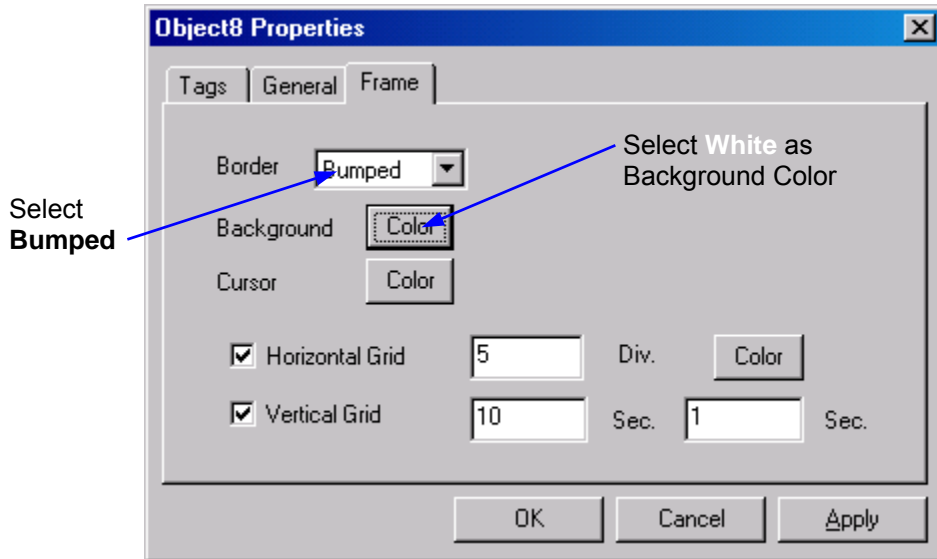 Object8 Properties
Tags General Frame
Select White as
Background Color
Border Bumped
Select
Bumped
Background Color
Cursor Color
Horizontal Grid 5 Div. Color
Vertical Grid 10 Sec. 1 Sec.
OK Cancel Apply